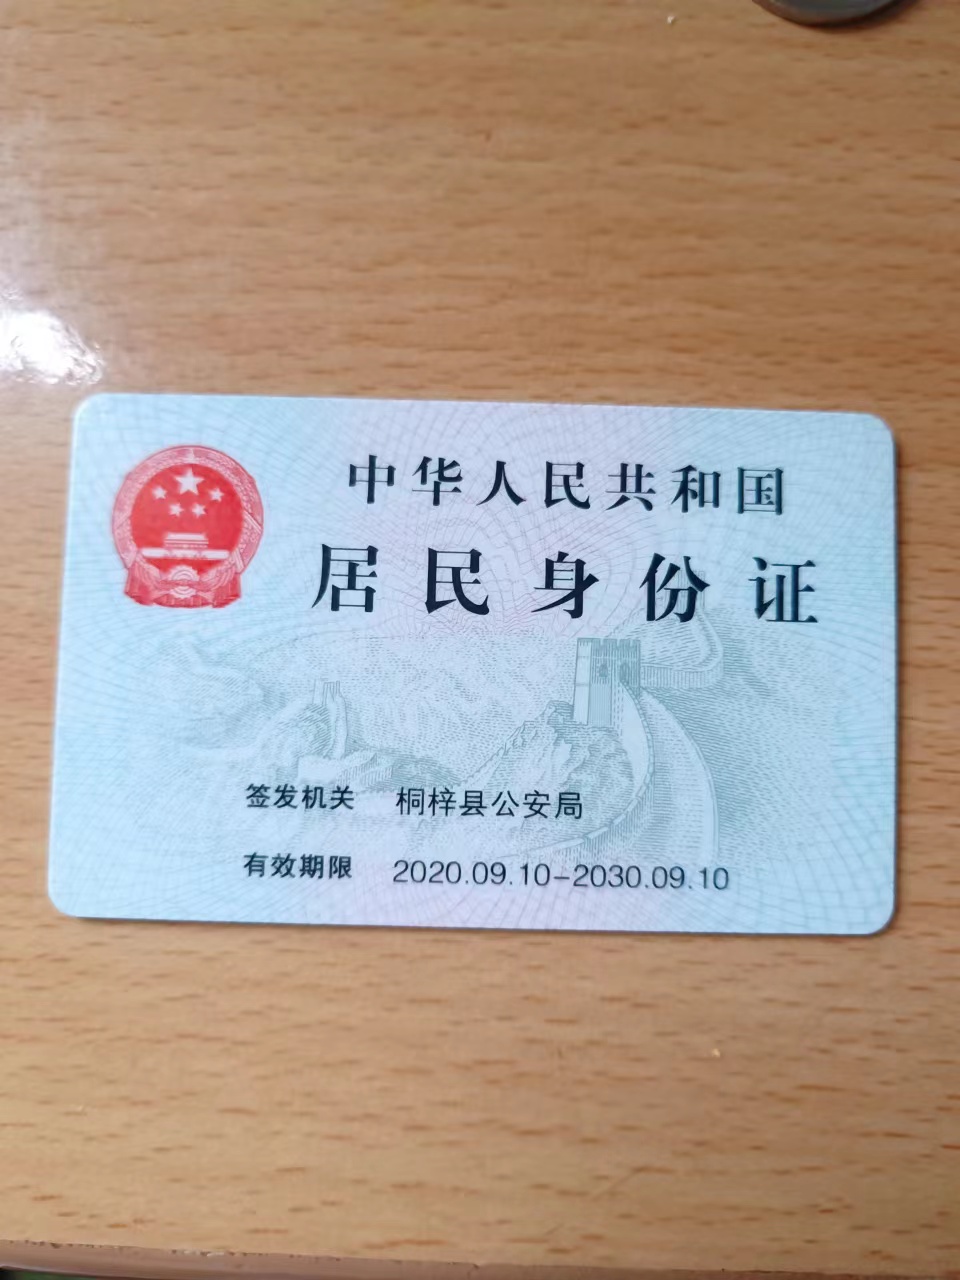 中华人民共和国
居民身份证
签发机关 桐梓县公安局
有效期限 2020.09.10-2030.09.10